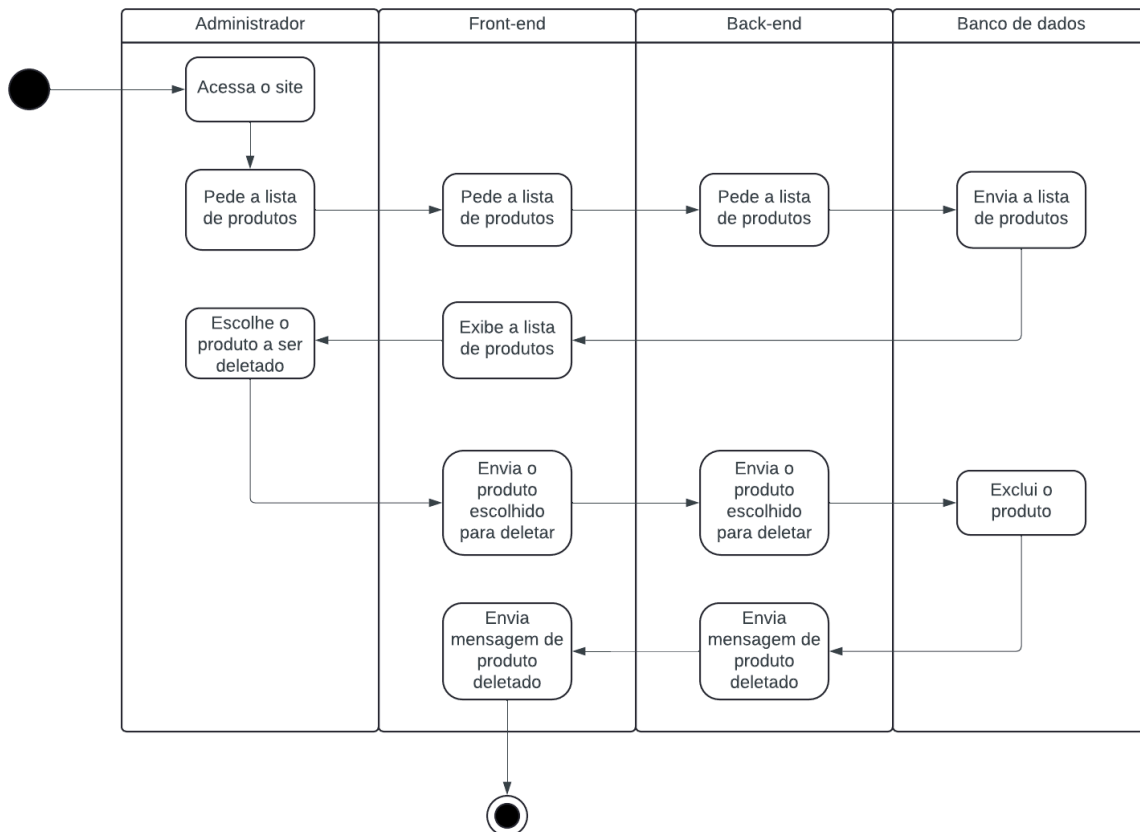 Administrador
Front-end
Back-end
Banco de dados
Acessa o site
Pede a lista
de produtos
Pede a lista
de produtos
Pede a lista
de produtos
Envia a lista
de produtos
Escolhe o
produto a ser
deletado
Exibe a lista
de produtos
Envia o
produto
escolhido
para deletar
Envia o
produto
escolhido
para deletar
Exclui o
produto
Envia
mensagem de
produto
deletado
Envia
mensagem de
produto
deletado